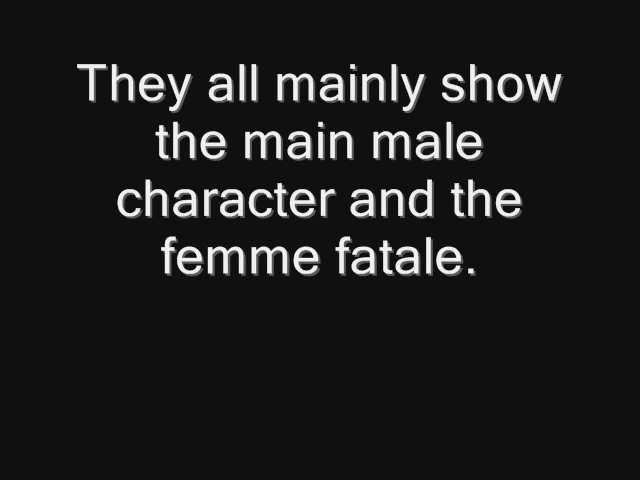 They all mainly show
the main male
character and the
femme fatale.